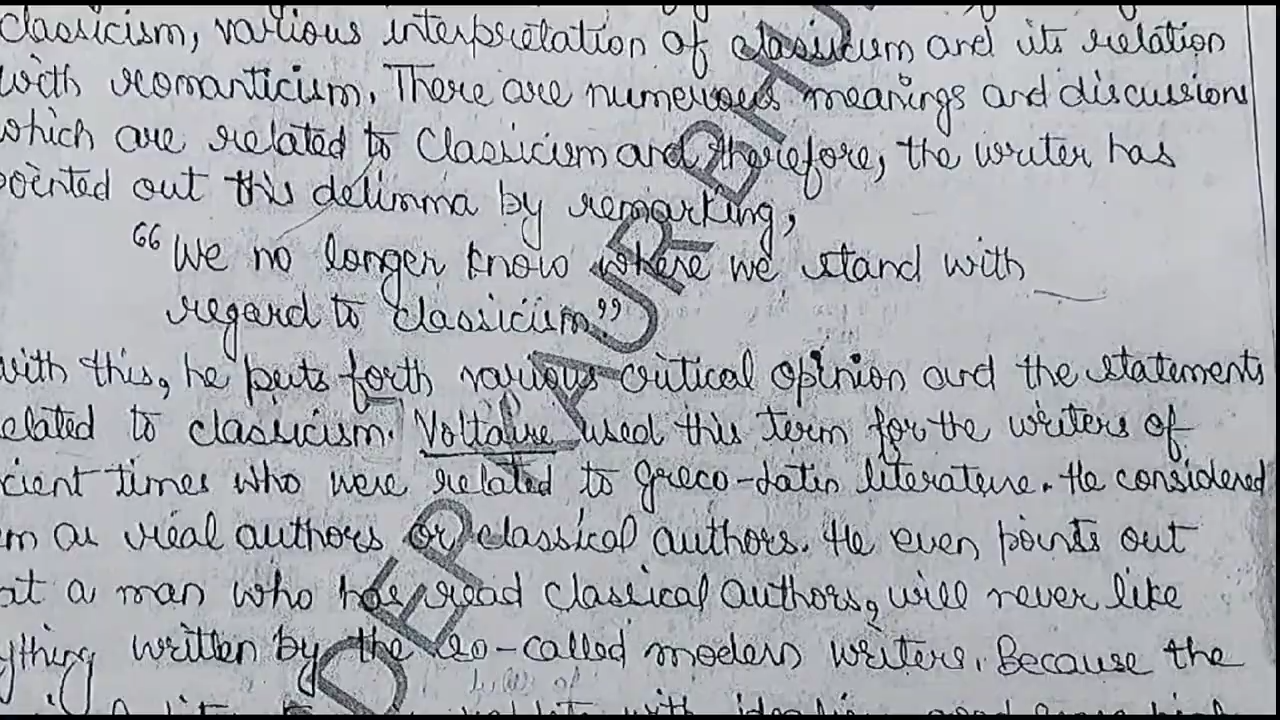 classicism, various interpretation of classicism and its relation
with romanticism. There are numerous meanings and discussions
which are related to Classicism and therefore, the writer has
pointed out this delimma by remarking,
“We no longer know where we stand with
regard to classicism”
with this, he puts forth various critical opinion and the statements
elated to classicism. Voltaire used this term for the writers of
cient times who were related to Greco-Latin literature. He considered
em as real authors or classical authors. He even points out
at a man who has read classical authors, will never like
ything written by the so-called modern writers. Because the